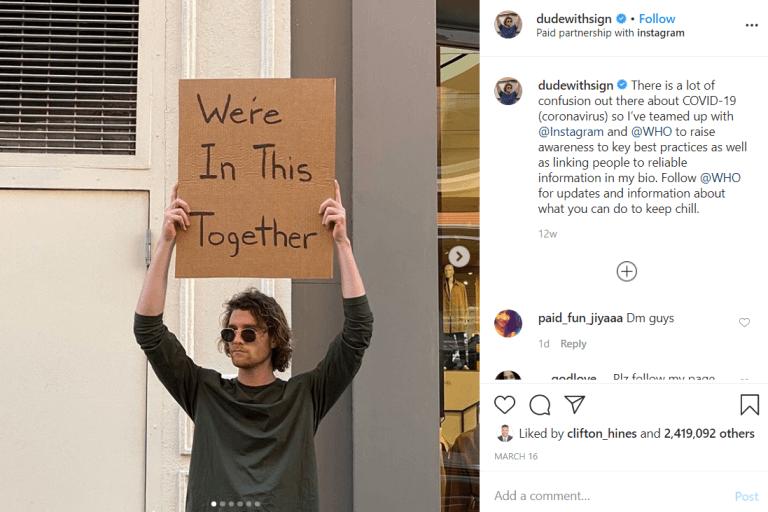 We're
In This
Together
dudewithsign • Follow
Paid partnership with instagram
dudewithsign There is a lot of
confusion out there about COVID-19
(coronavirus) so I've teamed up with
@Instagram and @WHO to raise
awareness to key best practices as well
as linking people to reliable
information in my bio. Follow @WHO
for updates and information about
what you can do to keep chill.
12w
paid_fun_jiyaaa Dm guys
1d Reply
godlove Plz follow my page
Liked by clifton_hines and 2,419,092 others
MARCH 16
Add a comment... Post